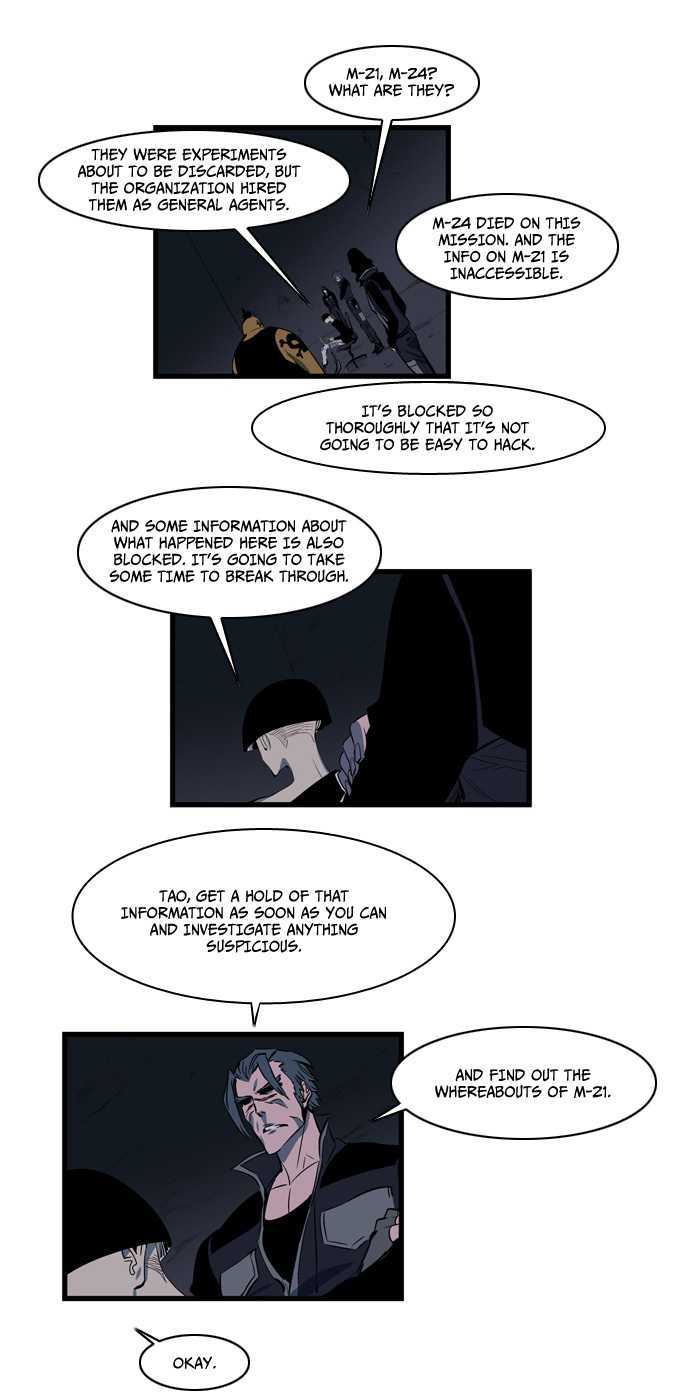 M-21, M-24?
WHAT ARE THEY?
THEY WERE EXPERIMENTS
ABOUT TO BE DISCARDED, BUT
THE ORGANIZATION HIRED
THEM AS GENERAL AGENTS.
M-24 DIED ON THIS
MISSION. AND THE
INFO ON M-21 IS
INACCESSIBLE.
IT'S BLOCKED SO
THOROUGHLY THAT IT'S NOT
GOING TO BE EASY TO HACK.
AND SOME INFORMATION ABOUT
WHAT HAPPENED HERE IS ALSO
BLOCKED. IT'S GOING TO TAKE
SOME TIME TO BREAK THROUGH.
TAO, GET A HOLD OF THAT
INFORMATION AS SOON AS YOU CAN
AND INVESTIGATE ANYTHING
SUSPICIOUS.
AND FIND OUT THE
WHEREABOUTS OF M-21.
OKAY.